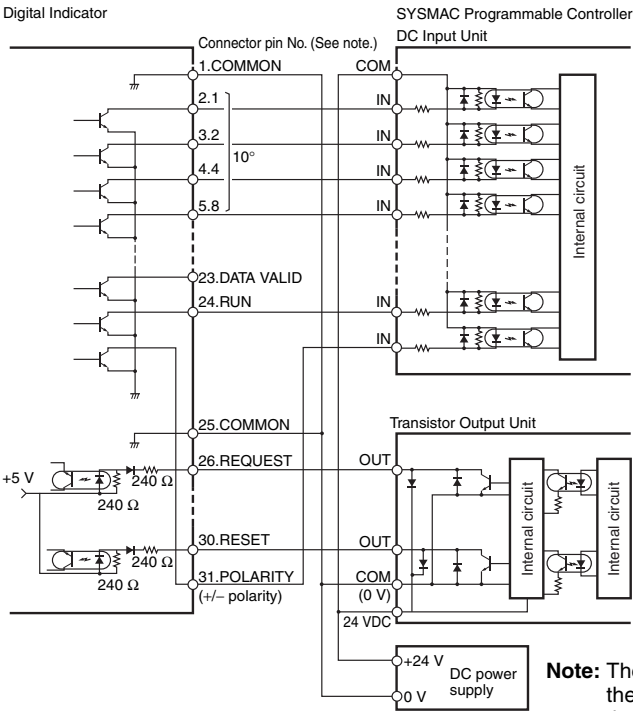 Digital Indicator
SYSMAC Programmable Controller
DC Input Unit
Connector pin No. (See note.)
1.COMMON
COM
2.1
IN
3.2
IN
10°
4.4
IN
5.8
IN
Internal circuit
23.DATA VALID
24.RUN
IN
IN
25.COMMON
Transistor Output Unit
+5 V
26.REQUEST
OUT
240 Ω
240 Ω
Internal circuit
Internal circuit
30.RESET
OUT
240 Ω
240 Ω
31.POLARITY
(+/− polarity)
COM
(0 V)
24 VDC
+24 V
DC power
supply
0 V
Note: The
the